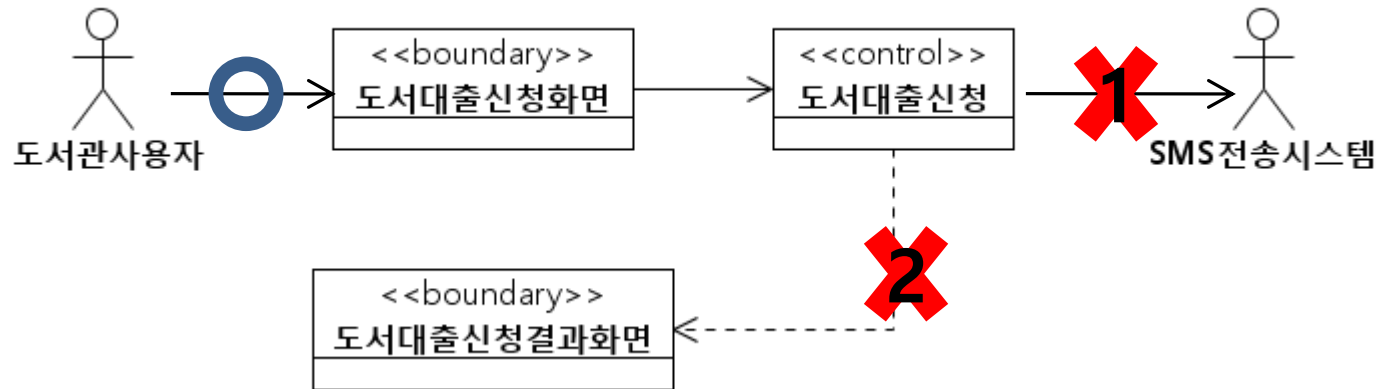 <<boundary>>
도서대출신청화면
<<control>>
도서대출신청
1
도서관사용자
SMS전송시스템
2
<<boundary>>
도서대출신청결과화면